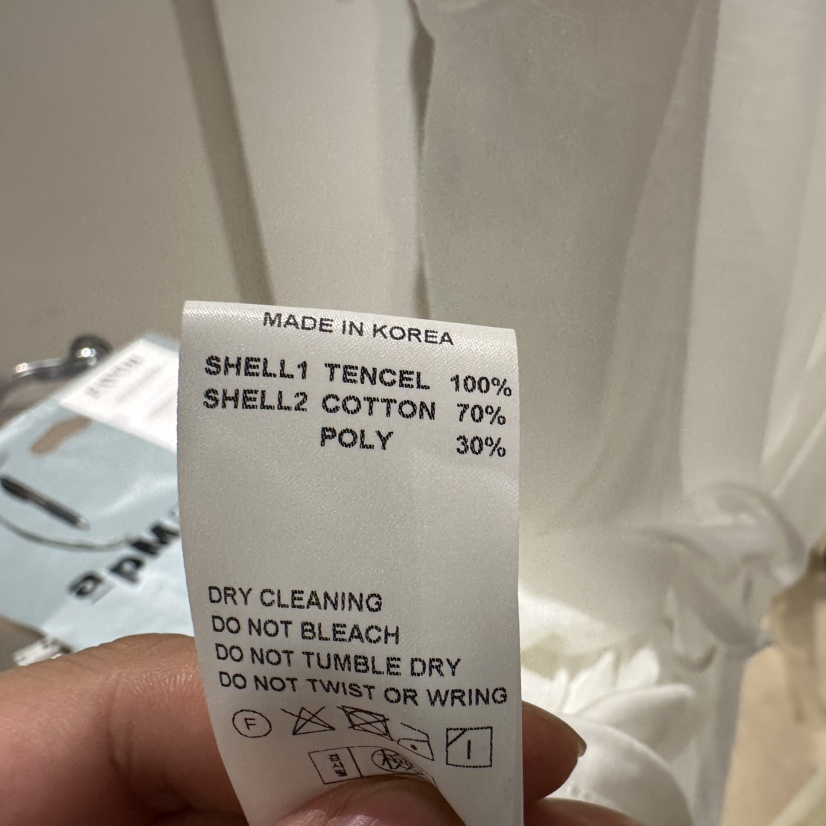 MADE IN KOREA
SHELL1 TENCEL 100%
SHELL2 COTTON 70%
POLY 30%
DRY CLEANING
DO NOT BLEACH
DO NOT TUMBLE DRY
DO NOT TWIST OR WRING
F
apM